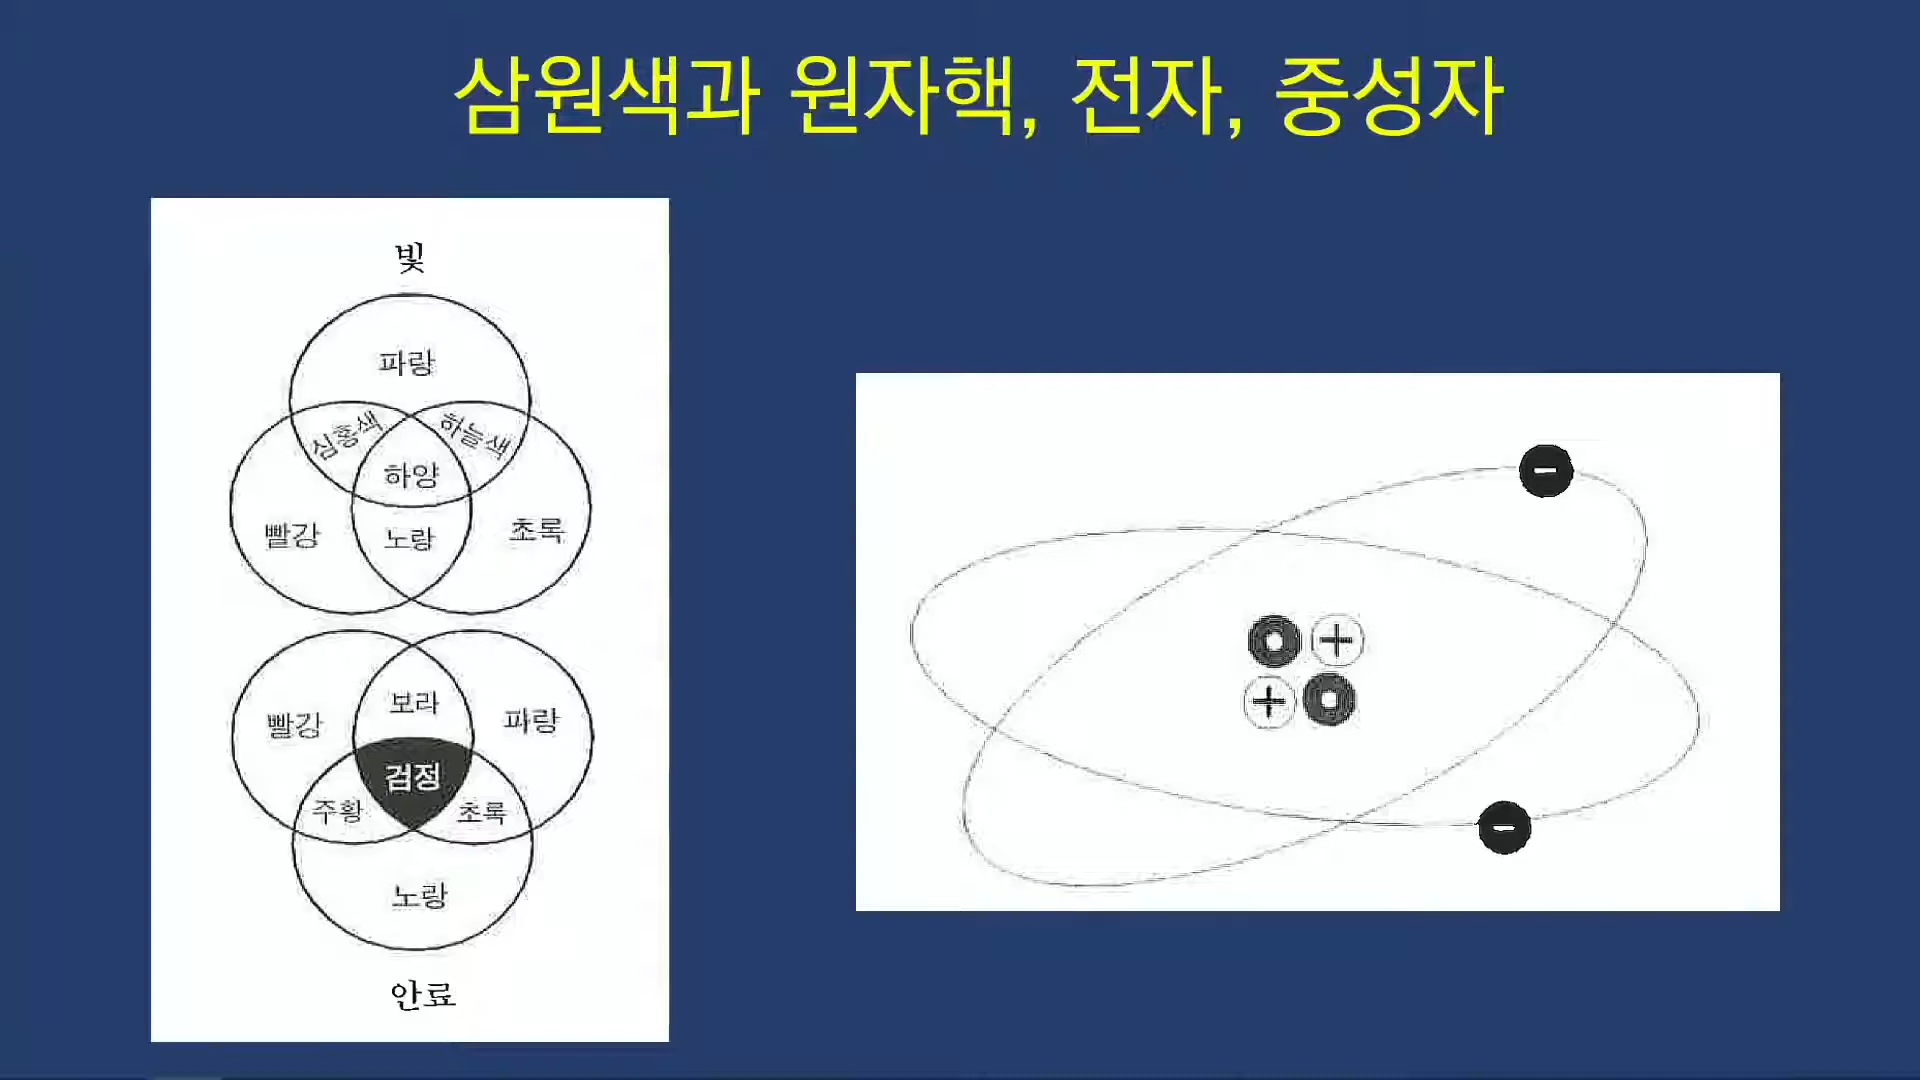 삼원색과 원자핵, 전자, 중성자
빛
파랑
심홍색 하늘색
하양
빨강 노랑 초록
빨강 보라 파랑
검정
주황 초록
노랑
안료
−
+
+
−